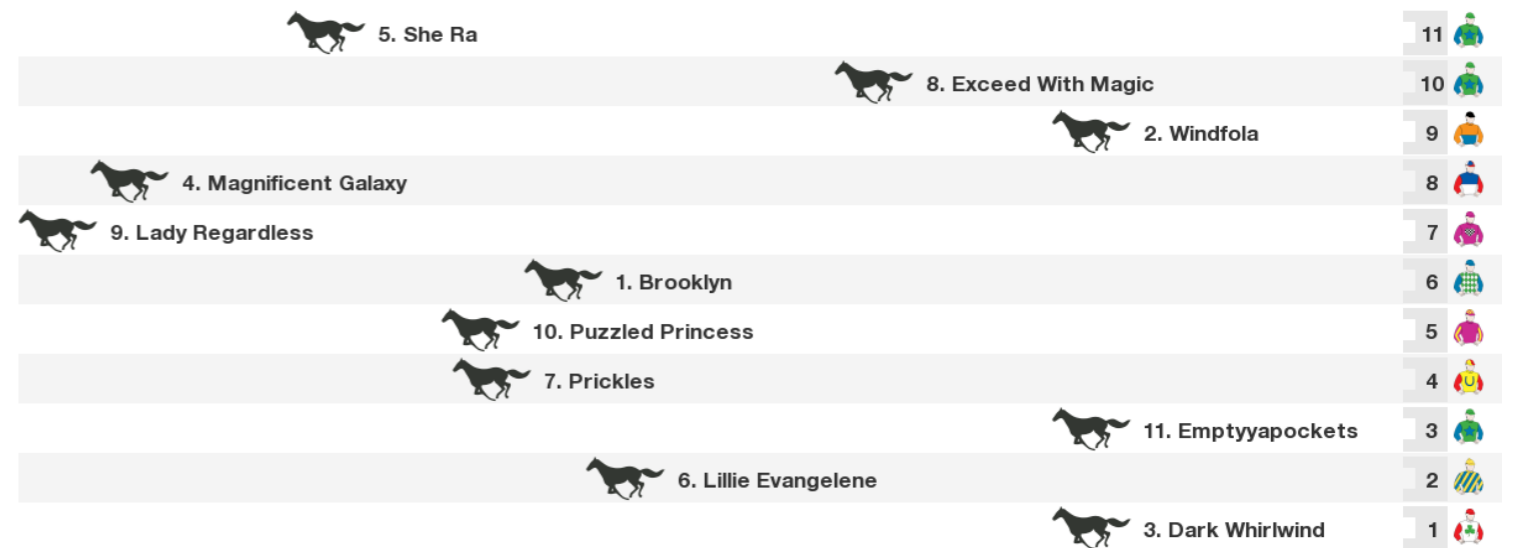 5. She Ra 11
8. Exceed With Magic 10
2. Windfola 9
4. Magnificent Galaxy 8
9. Lady Regardless 7
1. Brooklyn 6
10. Puzzled Princess 5
7. Prickles 4 U
11. Emptyyapockets 3
6. Lillie Evangelene 2
3. Dark Whirlwind 1